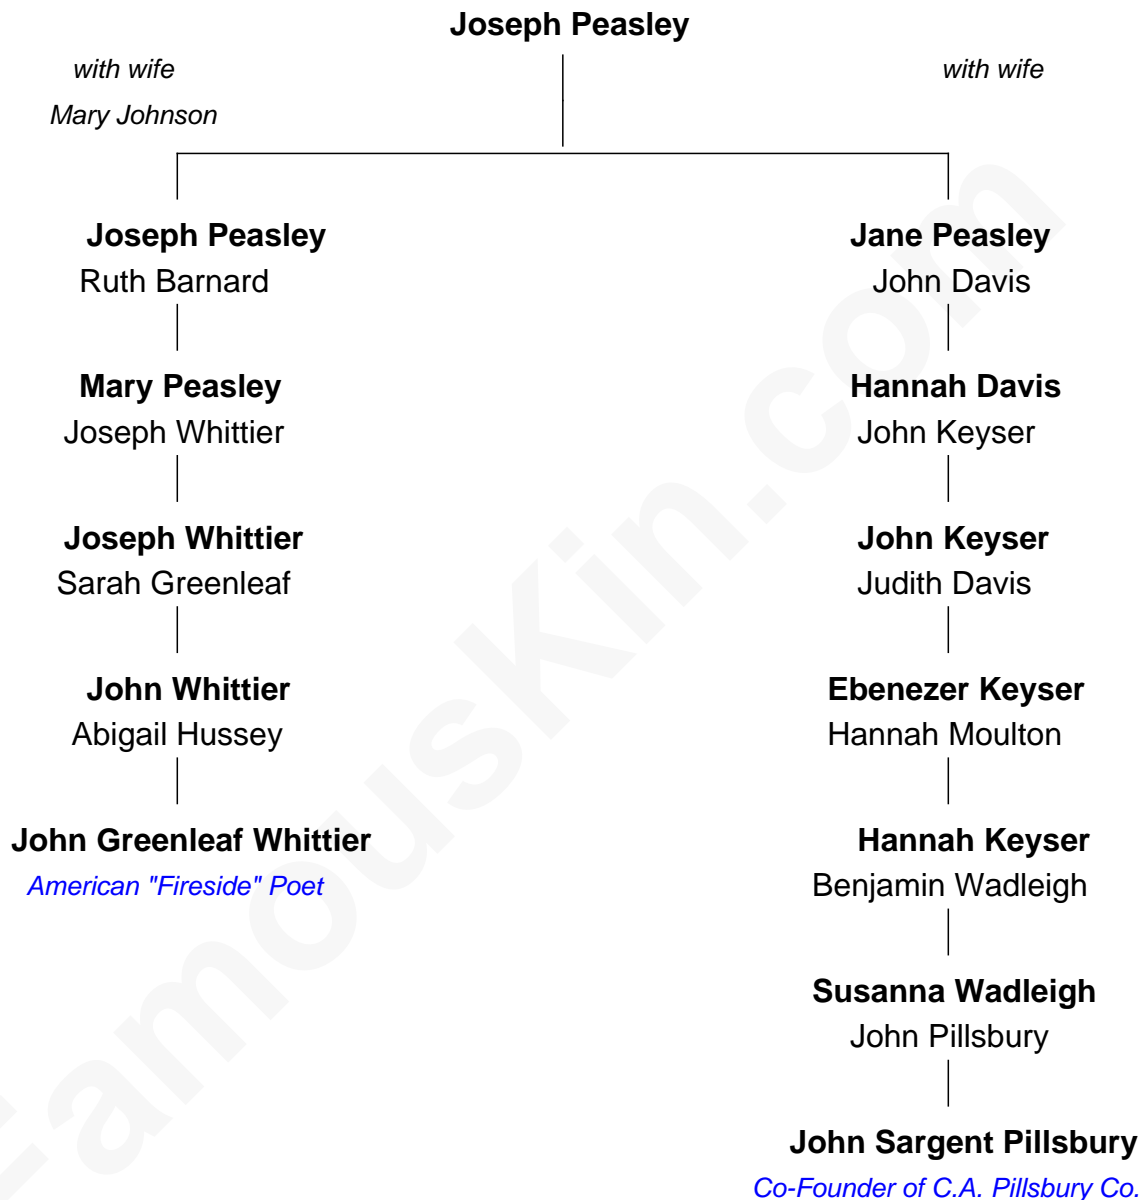 Joseph Peasley
with wife
with wife
Mary Johnson
Joseph Peasley
Jane Peasley
Ruth Barnard
John Davis
Mary Peasley
Hannah Davis
Joseph Whittier
John Keyser
Joseph Whittier
John Keyser
Sarah Greenleaf
Judith Davis
John Whittier
Ebenezer Keyser
Abigail Hussey
Hannah Moulton
John Greenleaf Whittier
Hannah Keyser
American "Fireside" Poet
Benjamin Wadleigh
Susanna Wadleigh
John Pillsbury
John Sargent Pillsbury
Co-Founder of C.A. Pillsbury Co.
FamousKin.com